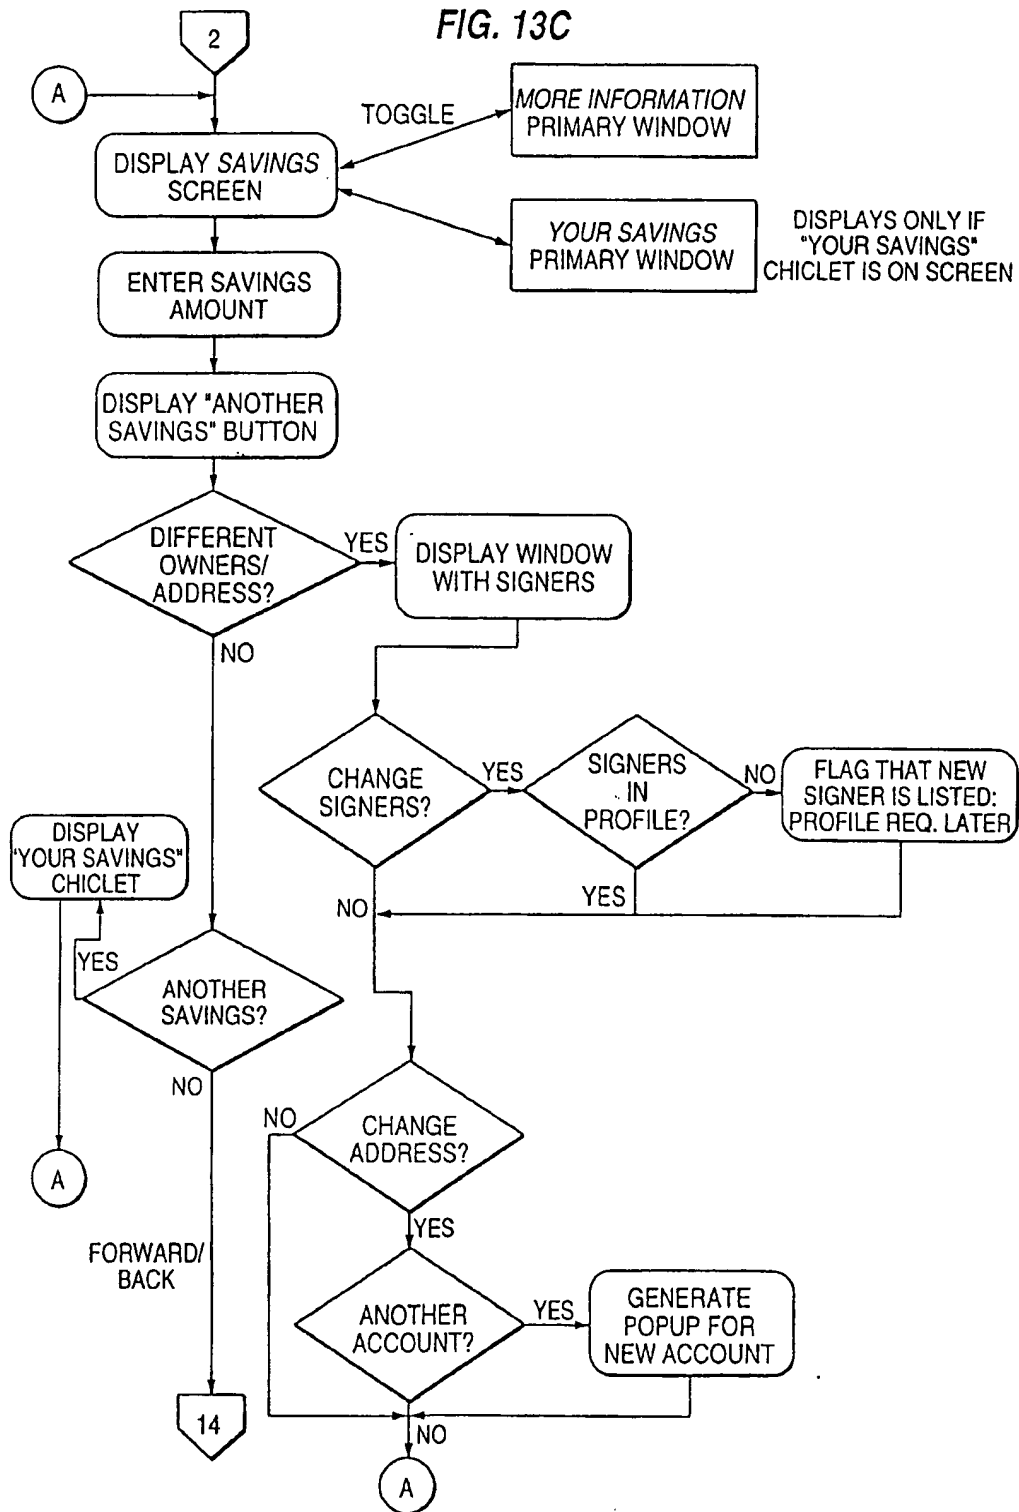 FIG. 13C
2
A
TOGGLE
MORE INFORMATION
PRIMARY WINDOW
DISPLAY SAVINGS
SCREEN
YOUR SAVINGS
PRIMARY WINDOW
DISPLAYS ONLY IF
"YOUR SAVINGS"
CHICLET IS ON SCREEN
ENTER SAVINGS
AMOUNT
DISPLAY "ANOTHER
SAVINGS" BUTTON
DIFFERENT
OWNERS/
ADDRESS?
YES
DISPLAY WINDOW
WITH SIGNERS
NO
CHANGE
SIGNERS?
YES
SIGNERS
IN
PROFILE?
NO
FLAG THAT NEW
SIGNER IS LISTED:
PROFILE REQ. LATER
DISPLAY
'YOUR SAVINGS"
CHICLET
NO
YES
YES
ANOTHER
SAVINGS?
NO
NO
CHANGE
ADDRESS?
A
YES
FORWARD/
BACK
ANOTHER
ACCOUNT?
YES
GENERATE
POPUP FOR
NEW ACCOUNT
14
NO
A